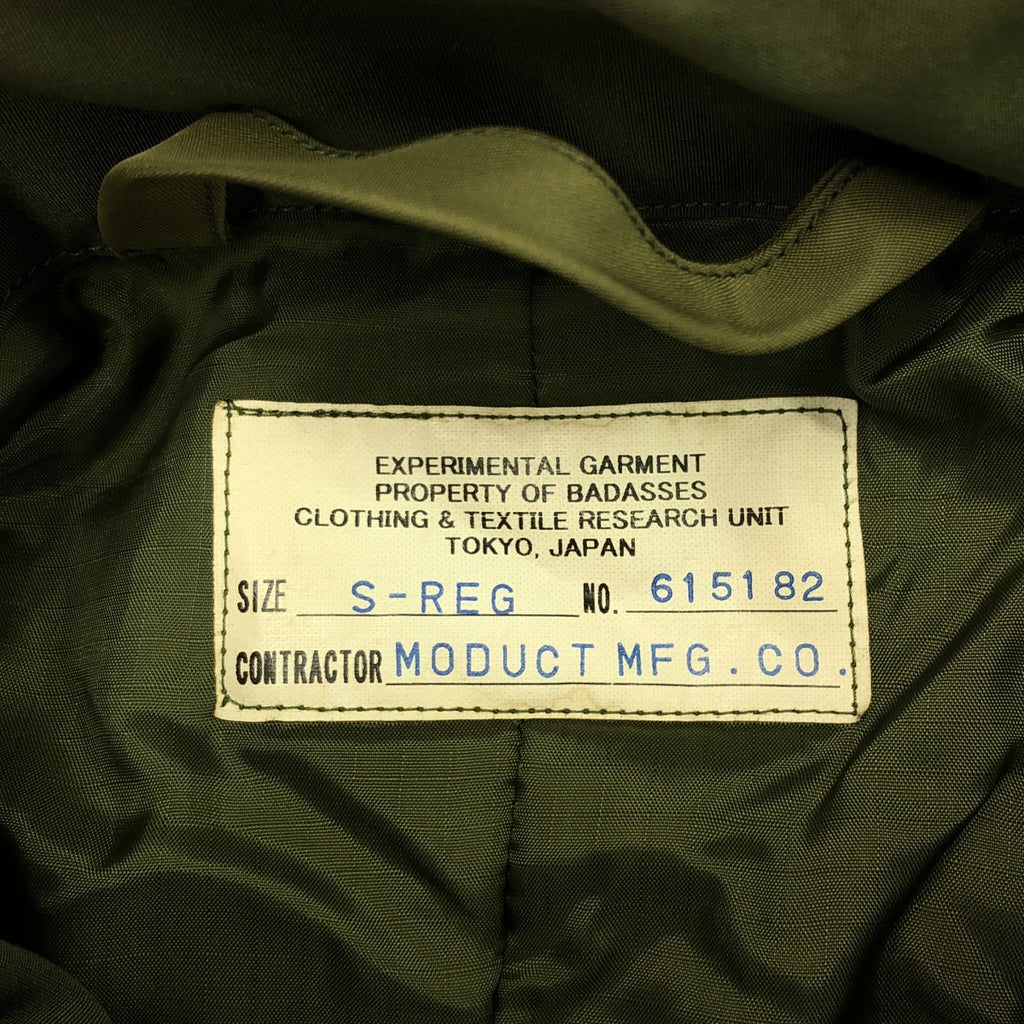 EXPERIMENTAL GARMENT
PROPERTY OF BADASSES
CLOTHING & TEXTILE RESEARCH UNIT
TOKYO, JAPAN
SIZE S-REG NO. 615182
CONTRACTOR MODUCT MFG. CO.